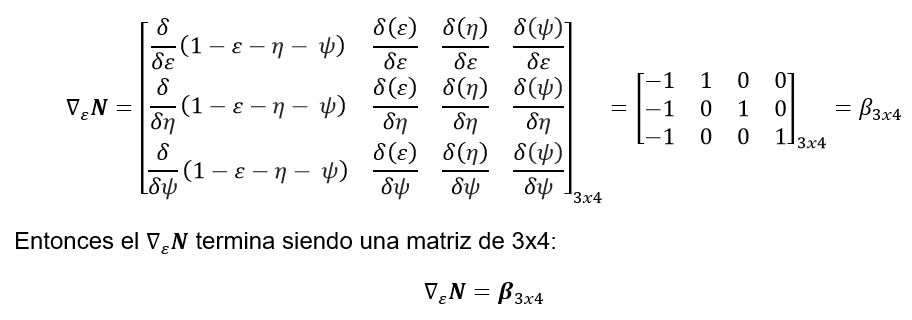 ∇_ε N = [ δ/δε (1 − ε − η − ψ)  δ(ε)/δε  δ(η)/δε  δ(ψ)/δε
δ/δη (1 − ε − η − ψ)  δ(ε)/δη  δ(η)/δη  δ(ψ)/δη
δ/δψ (1 − ε − η − ψ)  δ(ε)/δψ  δ(η)/δψ  δ(ψ)/δψ ]_3x4 = [ −1 1 0 0
−1 0 1 0
−1 0 0 1 ]_3x4 = β_3x4
Entonces el ∇_ε N termina siendo una matriz de 3x4:
∇_ε N = β_3x4